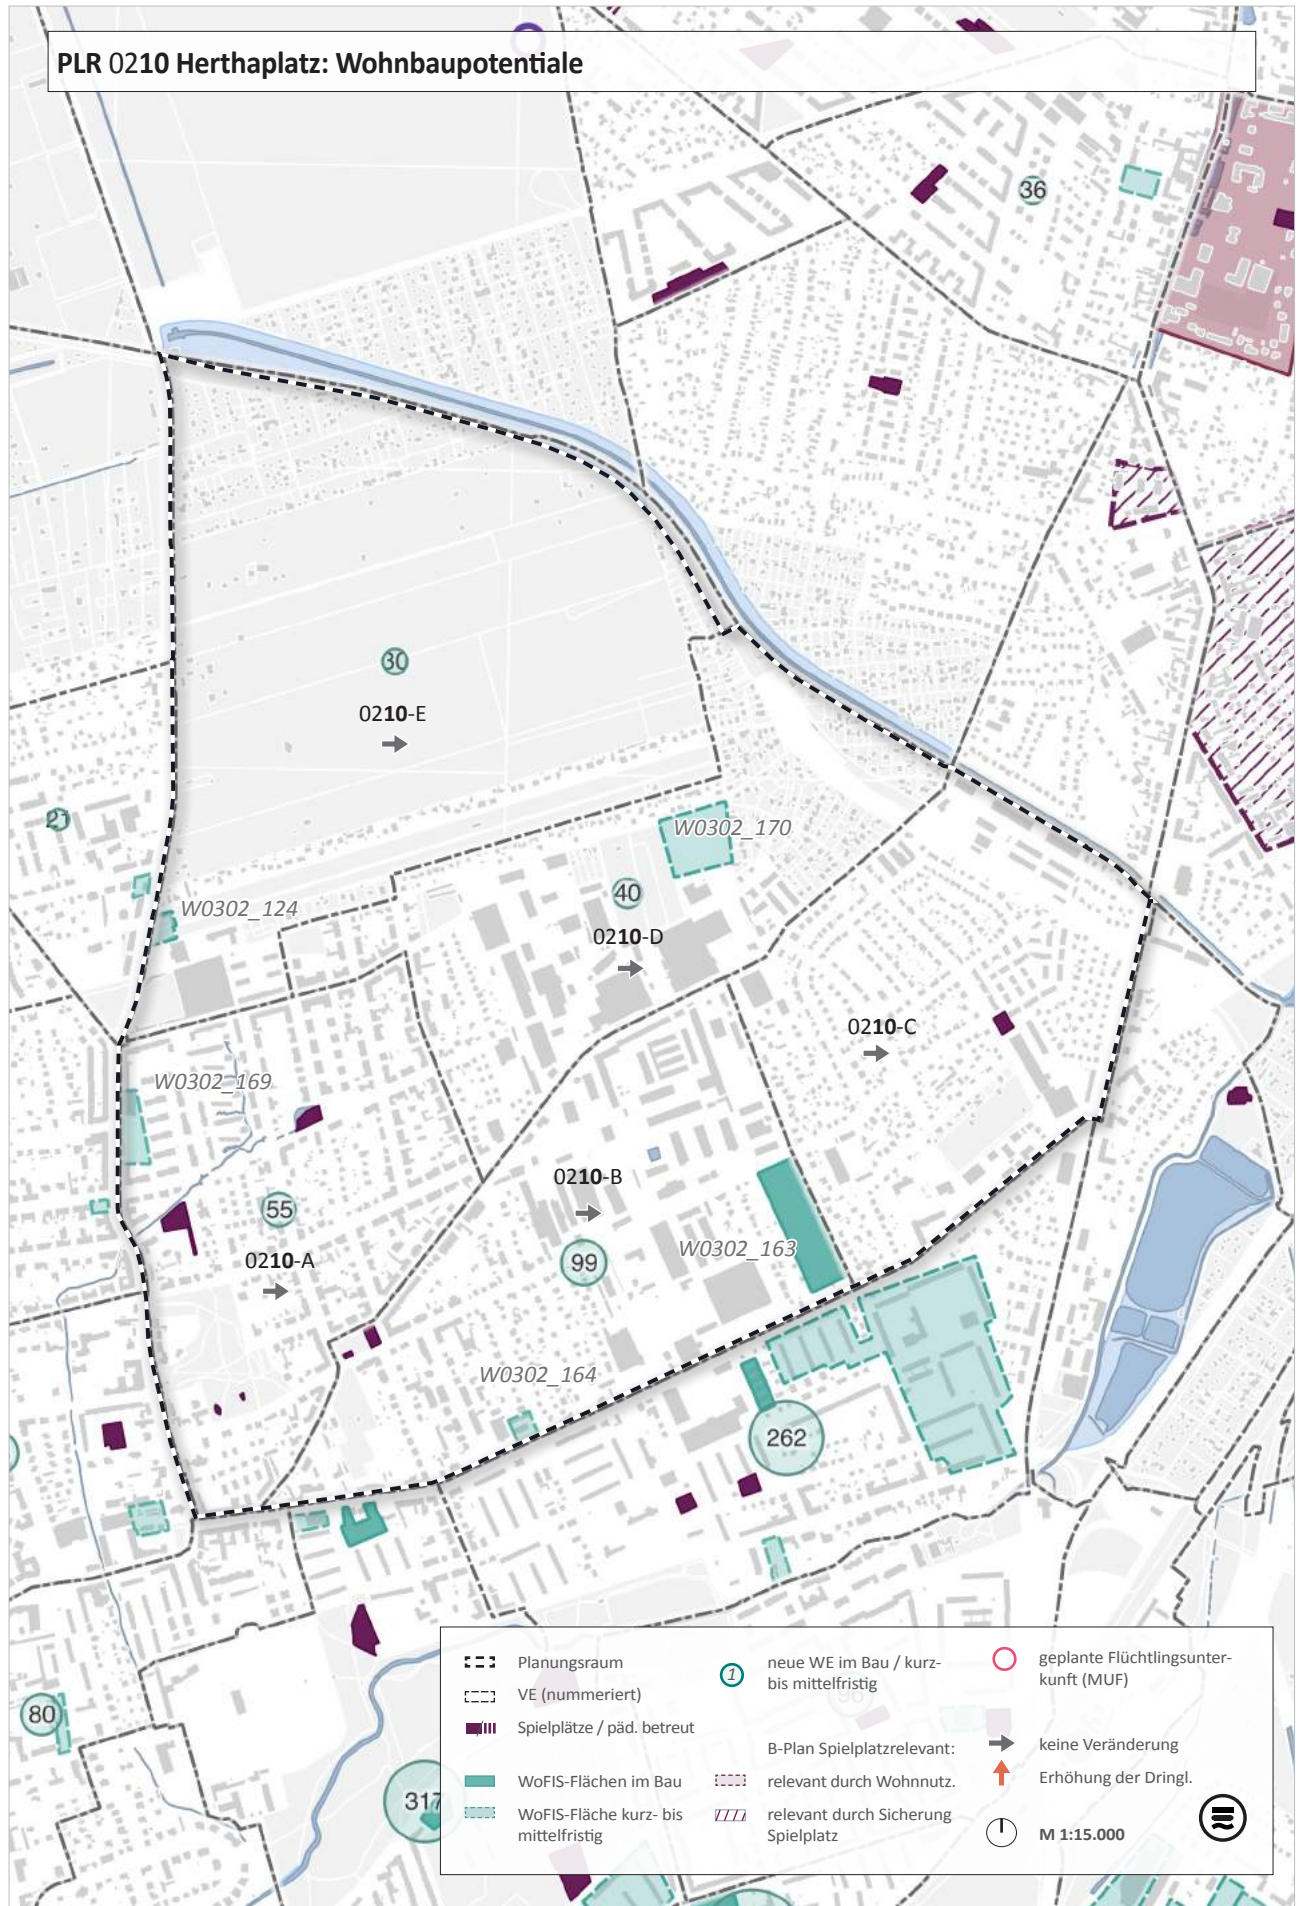 PLR 0210 Herthaplatz: Wohnbaupotentiale
36
30
0210-E
21
W0302_170
40
W0302_124
0210-D
0210-C
W0302_169
0210-B
55
W0302_163
0210-A
99
W0302_164
262
80
317
96
Planungsraum
VE (nummeriert)
Spielplätze / päd. betreut
WoFIS-Flächen im Bau
WoFIS-Fläche kurz- bis
mittelfristig
1
neue WE im Bau / kurz-
bis mittelfristig
B-Plan Spielplatzrelevant:
relevant durch Wohnnutz.
relevant durch Sicherung
Spielplatz
geplante Flüchtlingsunter-
kunft (MUF)
keine Veränderung
Erhöhung der Dringl.
M 1:15.000